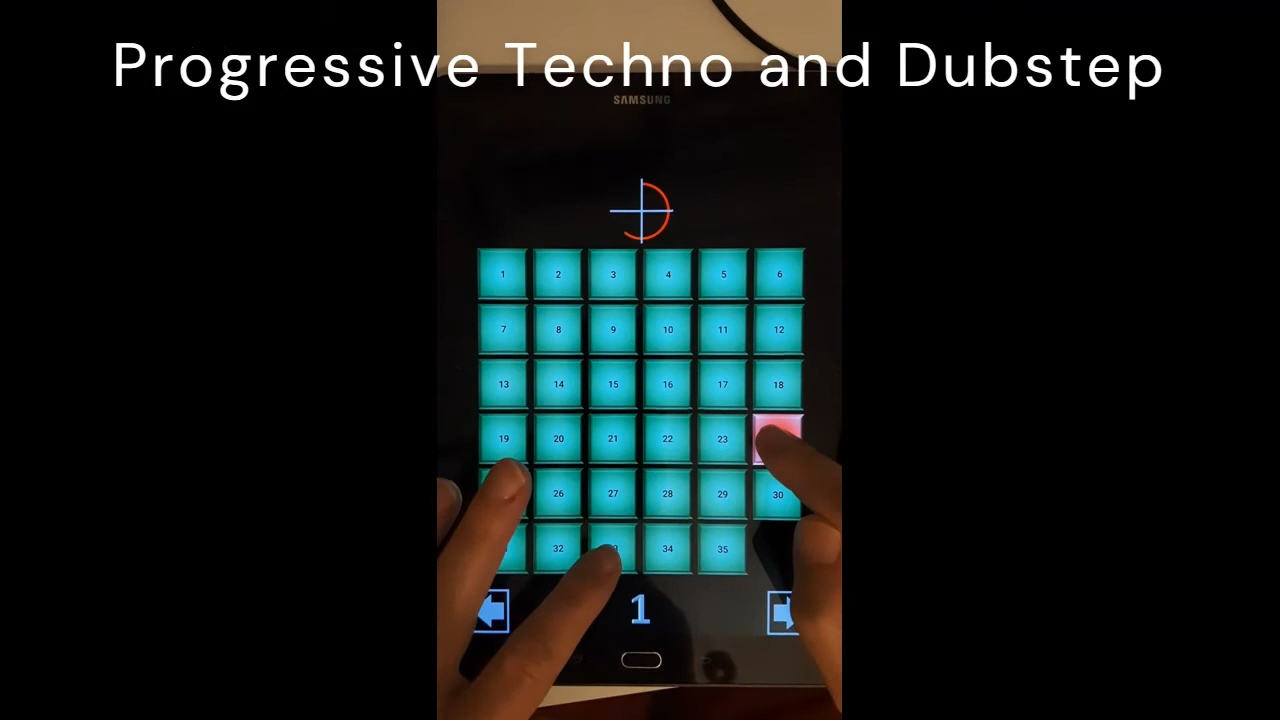 Progressive Techno and Dubstep
SAMSUNG
1 2 3 4 5 6
7 8 9 10 11 12
13 14 15 16 17 18
19 20 21 22 23
26 27 28 29 30
32 34 35
1